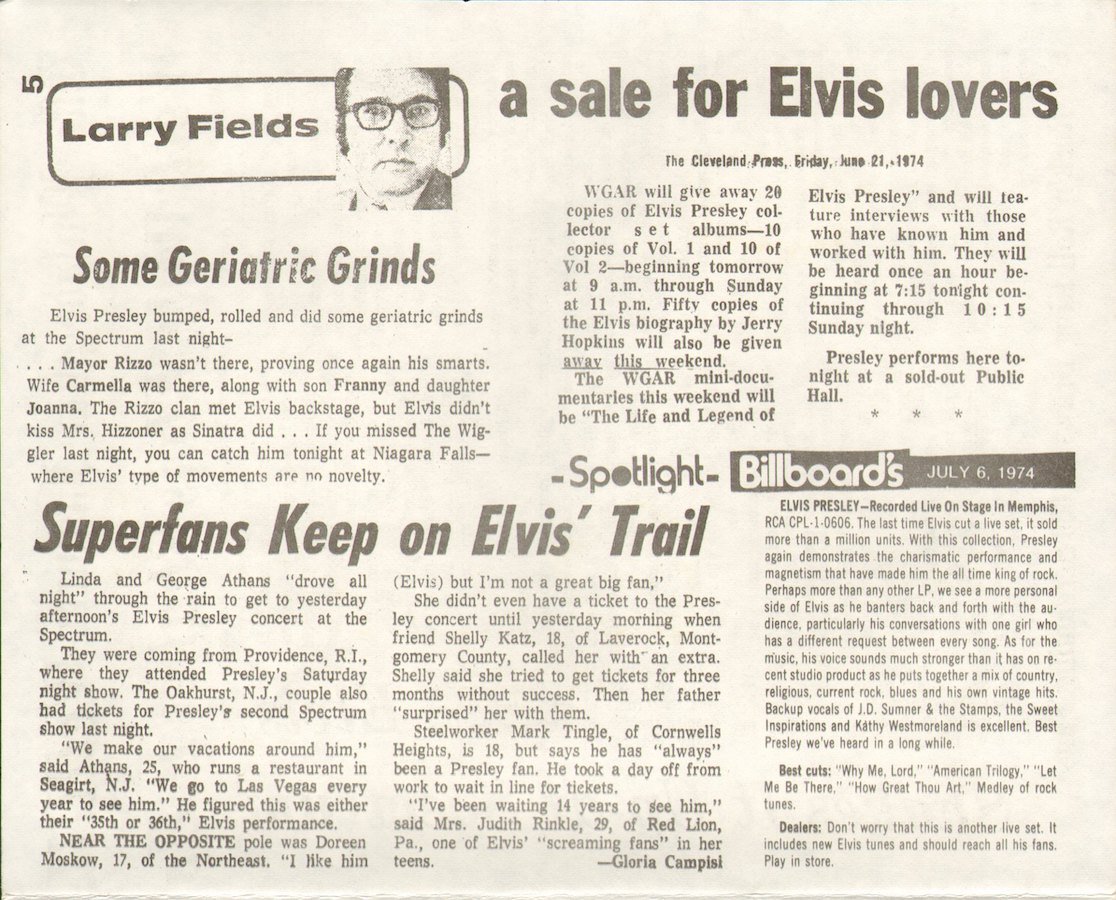 5
Larry Fields
Some Geriatric Grinds
Elvis Presley bumped, rolled and did some geriatric grinds
at the Spectrum last night—
. . . . Mayor Rizzo wasn't there, proving once again his smarts.
Wife Carmella was there, along with son Franny and daughter
Joanna. The Rizzo clan met Elvis backstage, but Elvis didn't
kiss Mrs. Hizzoner as Sinatra did . . . If you missed The Wig-
gler last night, you can catch him tonight at Niagara Falls—
where Elvis' type of movements are no novelty.
a sale for Elvis lovers
The Cleveland Press, Friday, June 21, 1974
WGAR will give away 20
copies of Elvis Presley col-
lector set albums—10
copies of Vol. 1 and 10 of
Vol 2—beginning tomorrow
at 9 a.m. through Sunday
at 11 p.m. Fifty copies of
the Elvis biography by Jerry
Hopkins will also be given
away this weekend.
The WGAR mini-docu-
mentaries this weekend will
be "The Life and Legend of
Elvis Presley" and will fea-
ture interviews with those
who have known him and
worked with him. They will
be heard once an hour be-
ginning at 7:15 tonight con-
tinuing through 10:15
Sunday night.
Presley performs here to-
night at a sold-out Public
Hall.
* * *
Superfans Keep on Elvis' Trail
Linda and George Athans "drove all
night" through the rain to get to yesterday
afternoon's Elvis Presley concert at the
Spectrum.
They were coming from Providence, R.I.,
where they attended Presley's Saturday
night show. The Oakhurst, N.J., couple also
had tickets for Presley's second Spectrum
show last night.
"We make our vacations around him,"
said Athans, 25, who runs a restaurant in
Seagirt, N.J. "We go to Las Vegas every
year to see him." He figured this was either
their "35th or 36th," Elvis performance.
NEAR THE OPPOSITE pole was Doreen
Moskow, 17, of the Northeast. "I like him
(Elvis) but I'm not a great big fan,"
She didn't even have a ticket to the Pres-
ley concert until yesterday morning when
friend Shelly Katz, 18, of Laverock, Mont-
gomery County, called her with an extra.
Shelly said she tried to get tickets for three
months without success. Then her father
"surprised" her with them.
Steelworker Mark Tingle, of Cornwells
Heights, is 18, but says he has "always"
been a Presley fan. He took a day off from
work to wait in line for tickets.
"I've been waiting 14 years to see him,"
said Mrs. Judith Rinkle, 29, of Red Lion,
Pa., one of Elvis' "screaming fans" in her
teens. —Gloria Campisi
-Spotlight- Billboard's JULY 6, 1974
ELVIS PRESLEY—Recorded Live On Stage In Memphis,
RCA CPL-1-0606. The last time Elvis cut a live set, it sold
more than a million units. With this collection, Presley
again demonstrates the charismatic performance and
magnetism that have made him the all time king of rock.
Perhaps more than any other LP, we see a more personal
side of Elvis as he banters back and forth with the au-
dience, particularly his conversations with one girl who
has a different request between every song. As for the
music, his voice sounds much stronger than it has on re-
cent studio product as he puts together a mix of country,
religious, current rock, blues and his own vintage hits.
Backup vocals of J.D. Sumner & the Stamps, the Sweet
Inspirations and Kathy Westmoreland is excellent. Best
Presley we've heard in a long while.
Best cuts: "Why Me, Lord," "American Trilogy," "Let
Me Be There," "How Great Thou Art," Medley of rock
tunes.
Dealers: Don't worry that this is another live set. It
includes new Elvis tunes and should reach all his fans.
Play in store.